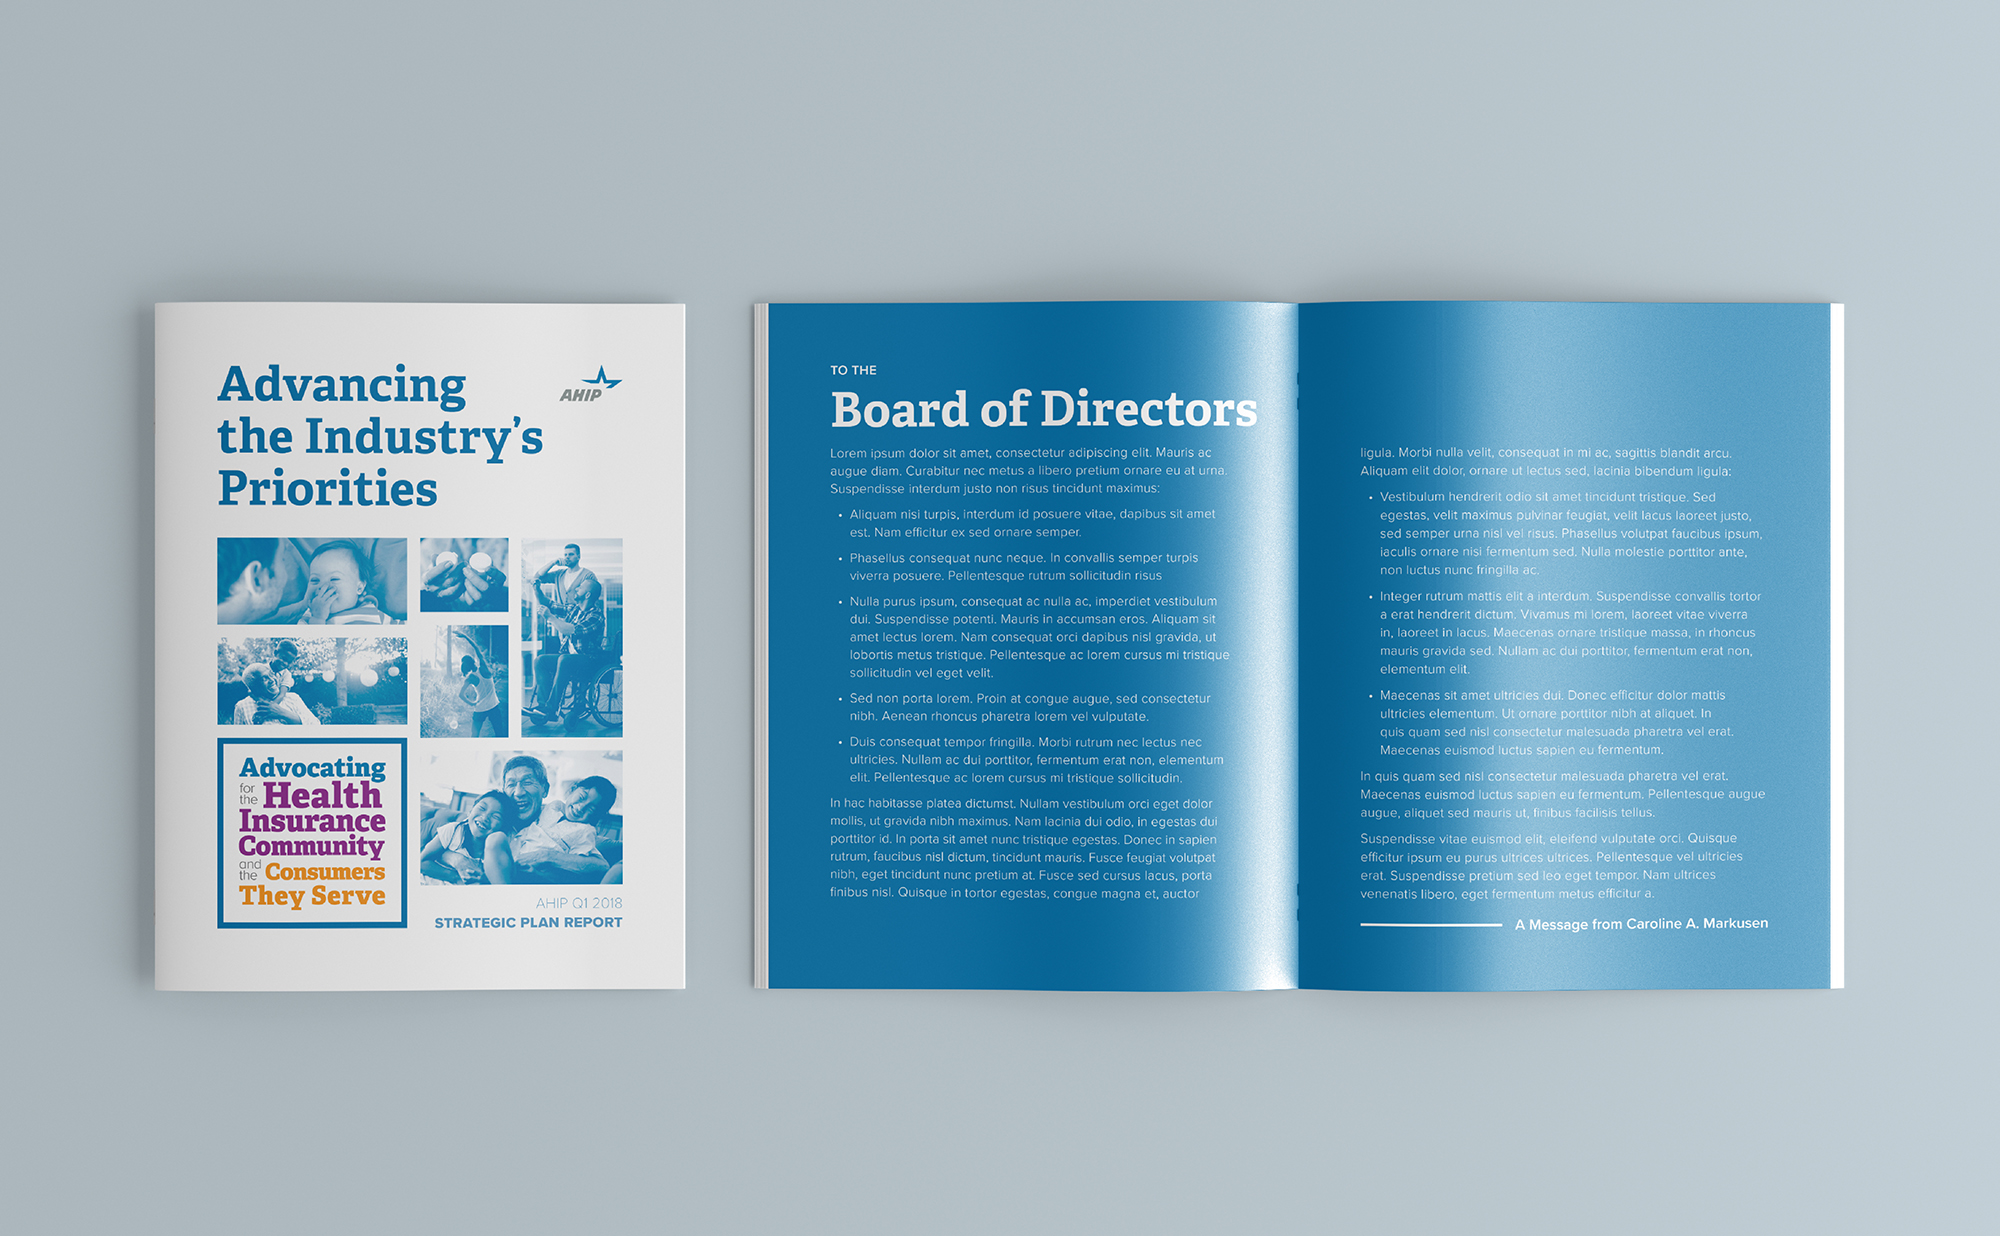 Advancing
the Industry's
Priorities
AHIP
Advocating
for the Health
Insurance
Community
and the Consumers
They Serve
AHIP Q1 2018
STRATEGIC PLAN REPORT
TO THE
Board of Directors
Lorem ipsum dolor sit amet, consectetur adipiscing elit. Mauris ac
augue diam. Curabitur nec metus a libero pretium ornare eu at urna.
Suspendisse interdum justo non risus tincidunt maximus:
• Aliquam nisi turpis, interdum id posuere vitae, dapibus sit amet
est. Nam efficitur ex sed ornare semper.
• Phasellus consequat nunc neque. In convallis semper turpis
viverra posuere. Pellentesque rutrum sollicitudin risus
• Nulla purus ipsum, consequat ac nulla ac, imperdiet vestibulum
dui. Suspendisse potenti. Mauris in accumsan eros. Aliquam sit
amet lectus lorem. Nam consequat orci dapibus nisl gravida, ut
lobortis metus tristique. Pellentesque ac lorem cursus mi tristique
sollicitudin vel eget velit.
• Sed non porta lorem. Proin at congue augue, sed consectetur
nibh. Aenean rhoncus pharetra lorem vel vulputate.
• Duis consequat tempor fringilla. Morbi rutrum nec lectus nec
ultricies. Nullam ac dui porttitor, fermentum erat non, elementum
elit. Pellentesque ac lorem cursus mi tristique sollicitudin.
In hac habitasse platea dictumst. Nullam vestibulum orci eget dolor
mollis, ut gravida nibh maximus. Nam lacinia dui odio, in egestas dui
porttitor id. In porta sit amet nunc tristique egestas. Donec in sapien
rutrum, faucibus nisl dictum, tincidunt mauris. Fusce feugiat volutpat
nibh, eget tincidunt nunc pretium at. Fusce sed cursus lacus, porta
finibus nisl. Quisque in tortor egestas, congue magna et, auctor
ligula. Morbi nulla velit, consequat in mi ac, sagittis blandit arcu.
Aliquam elit dolor, ornare ut lectus sed, lacinia bibendum ligula:
• Vestibulum hendrerit odio sit amet tincidunt tristique. Sed
egestas, velit maximus pulvinar feugiat, velit lacus laoreet justo,
sed semper urna nisl vel risus. Phasellus volutpat faucibus ipsum,
iaculis ornare nisi fermentum sed. Nulla molestie porttitor ante,
non luctus nunc fringilla ac.
• Integer rutrum mattis elit a interdum. Suspendisse convallis tortor
a erat hendrerit dictum. Vivamus mi lorem, laoreet vitae viverra
in, laoreet in lacus. Maecenas ornare tristique massa, in rhoncus
mauris gravida sed. Nullam ac dui porttitor, fermentum erat non,
elementum elit.
• Maecenas sit amet ultricies dui. Donec efficitur dolor mattis
ultricies elementum. Ut ornare porttitor nibh at aliquet. In
quis quam sed nisl consectetur malesuada pharetra vel erat.
Maecenas euismod luctus sapien eu fermentum.
In quis quam sed nisl consectetur malesuada pharetra vel erat.
Maecenas euismod luctus sapien eu fermentum. Pellentesque augue
augue, aliquet sed mauris ut, finibus facilisis tellus.
Suspendisse vitae euismod elit, eleifend vulputate orci. Quisque
efficitur ipsum eu purus ultrices ultrices. Pellentesque vel ultricies
erat. Suspendisse pretium sed leo eget tempor. Nam ultrices
venenatis libero, eget fermentum metus efficitur a.
A Message from Caroline A. Markusen